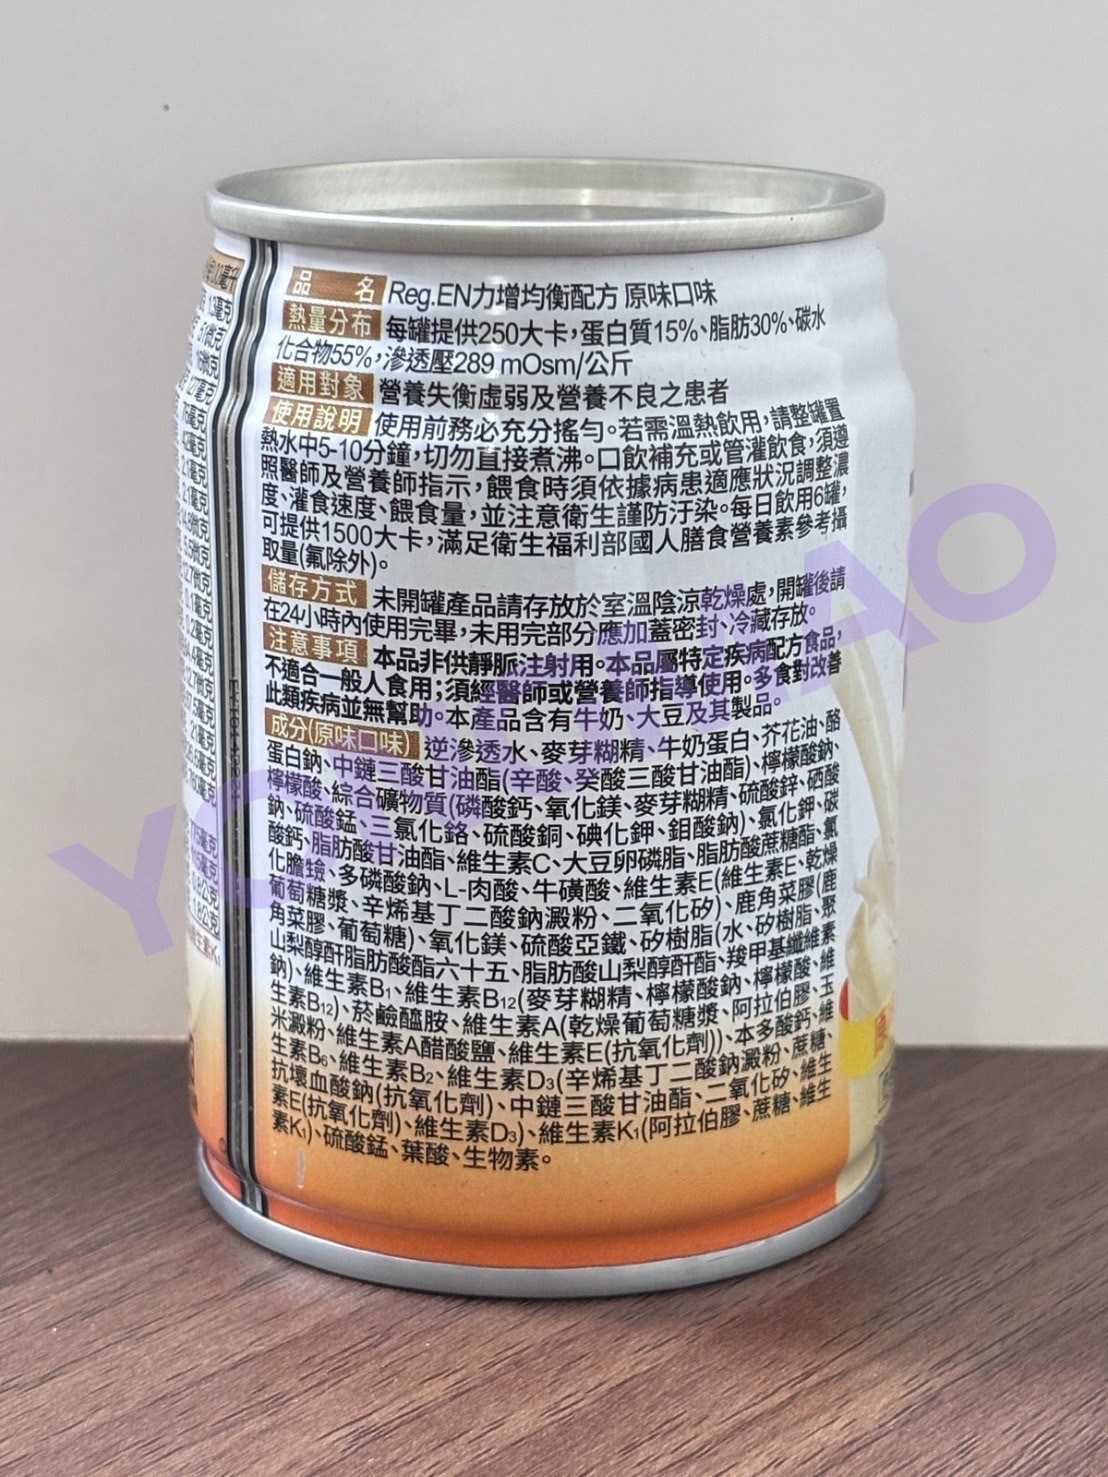 品 名 Reg.EN力增均衡配方 原味口味
熱量分布 每罐提供250大卡,蛋白質15%、脂肪30%、碳水
化合物55%,滲透壓289 mOsm/公斤
適用對象 營養失衡虛弱及營養不良之患者
使用說明 使用前務必充分搖勻。若需溫熱飲用,請整罐置
熱水中5-10分鐘,切勿直接煮沸。口飲補充或管灌飲食,須遵
照醫師及營養師指示,餵食時須依據病患適應狀況調整濃
度、灌食速度、餵食量,並注意衛生謹防汙染。每日飲用6罐,
可提供1500大卡,滿足衛生福利部國人膳食營養素參考攝
取量(氟除外)。
儲存方式 未開罐產品請存放於室溫陰涼乾燥處,開罐後請
在24小時內使用完畢,未用完部分應加蓋密封、冷藏存放。
注意事項 本品非供靜脈注射用。本品屬特定疾病配方食品,
不適合一般人食用;須經醫師或營養師指導使用。多食對改善
此類疾病並無幫助。本產品含有牛奶、大豆及其製品。
成分(原味口味) 逆滲透水、麥芽糊精、牛奶蛋白、芥花油、酪
蛋白鈉、中鏈三酸甘油酯(辛酸、癸酸三酸甘油酯)、檸檬酸鈉、
檸檬酸、綜合礦物質(磷酸鈣、氧化鎂、麥芽糊精、硫酸鋅、硒酸
鈉、硫酸錳、三氯化鉻、硫酸銅、碘化鉀、鉬酸鈉)、氯化鉀、碳
酸鈣、脂肪酸甘油酯、維生素C、大豆卵磷脂、脂肪酸蔗糖酯、氯
化膽鹼、多磷酸鈉、L-肉酸、牛磺酸、維生素E(維生素E、乾燥
葡萄糖漿、辛烯基丁二酸鈉澱粉、二氧化矽)、鹿角菜膠(鹿
角菜膠、葡萄糖)、氧化鎂、硫酸亞鐵、矽樹脂(水、矽樹脂、聚
山梨醇酐脂肪酸酯六十五、脂肪酸山梨醇酐酯、羧甲基纖維素
鈉)、維生素B1、維生素B12(麥芽糊精、檸檬酸鈉、檸檬酸、維
生素B12)、菸鹼醯胺、維生素A(乾燥葡萄糖漿、阿拉伯膠、玉
米澱粉、維生素A醋酸鹽、維生素E(抗氧化劑))、本多酸鈣、維
生素B6、維生素B2、維生素D3(辛烯基丁二酸鈉澱粉、蔗糖、
抗壞血酸鈉(抗氧化劑)、中鏈三酸甘油酯、二氧化矽、維生
素E(抗氧化劑)、維生素D3)、維生素K1(阿拉伯膠、蔗糖、維生
素K1)、硫酸錳、葉酸、生物素。